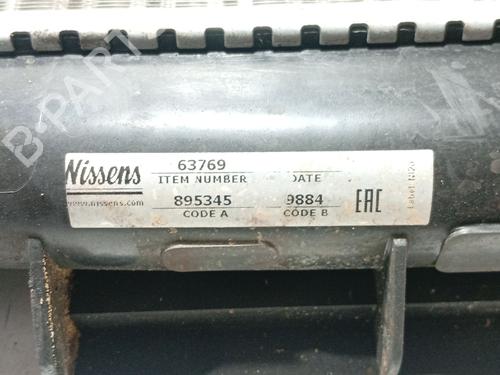 B-PARTS
Nissens
www.nissens.com
63769
ITEM NUMBER
DATE
895345
CODE A
9884
CODE B
EAC